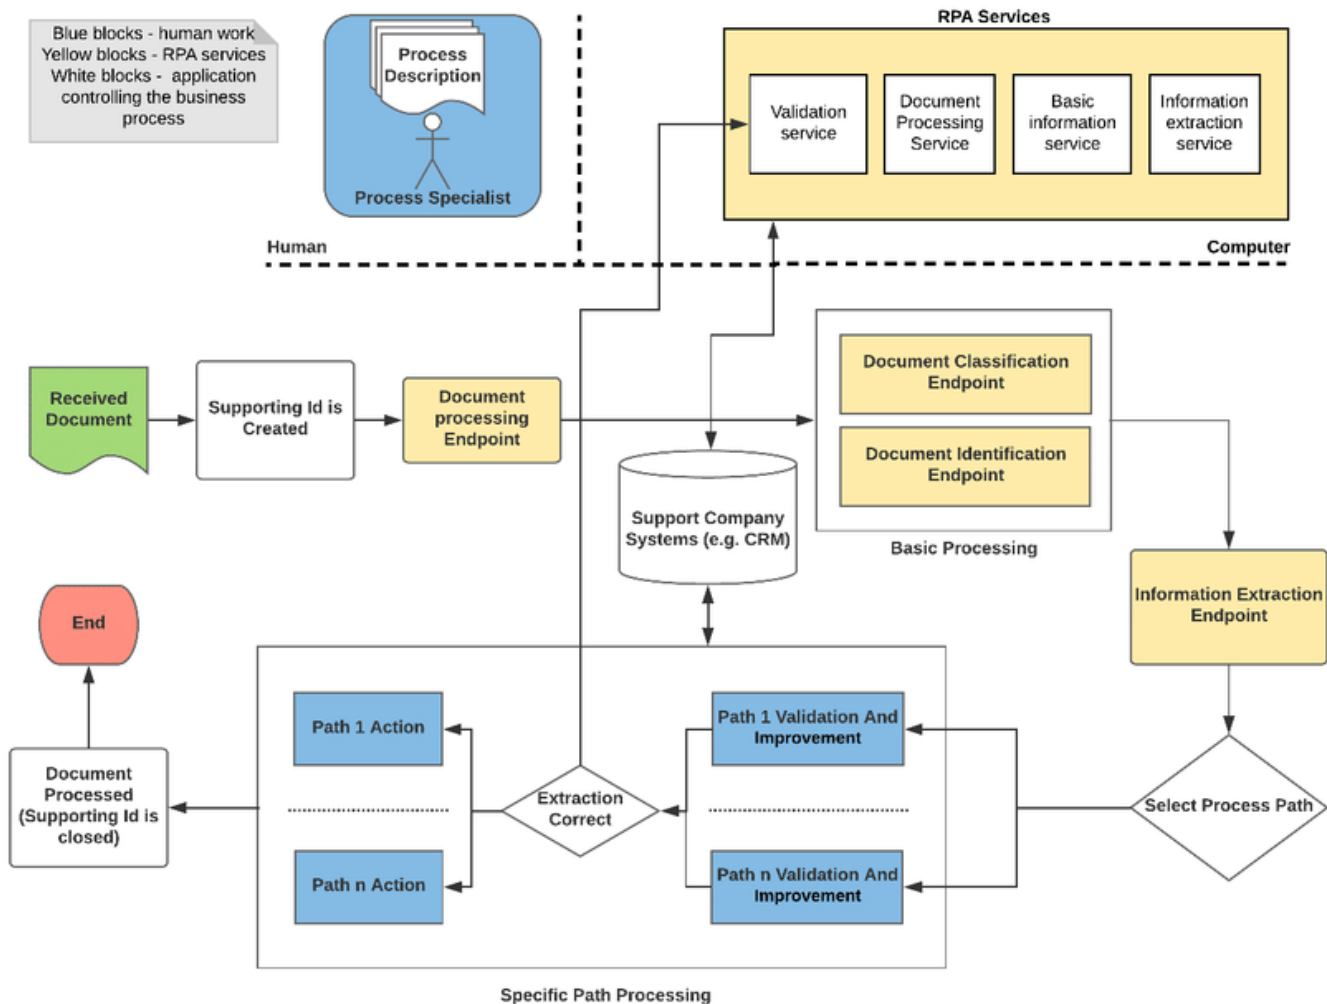 Blue blocks - human work
Yellow blocks - RPA services
White blocks - application
controlling the business
process
Process
Description
Process Specialist
RPA Services
Validation
service
Document
Processing
Service
Basic
information
service
Information
extraction
service
Human
Computer
Received
Document
Supporting Id is
Created
Document
processing
Endpoint
Document Classification
Endpoint
Document Identification
Endpoint
Basic Processing
Support Company
Systems (e.g. CRM)
Information Extraction
Endpoint
End
Path 1 Action
Path 1 Validation And
Improvement
Document
Processed
(Supporting Id is
closed)
Extraction
Correct
Select Process Path
Path n Action
Path n Validation And
Improvement
Specific Path Processing